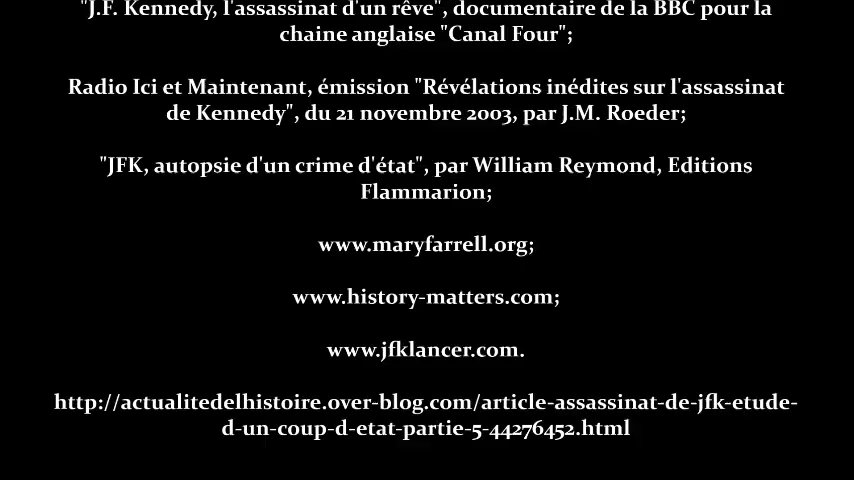 "J.F. Kennedy, l'assassinat d'un rêve", documentaire de la BBC pour la
chaine anglaise "Canal Four";
Radio Ici et Maintenant, émission "Révélations inédites sur l'assassinat
de Kennedy", du 21 novembre 2003, par J.M. Roeder;
"JFK, autopsie d'un crime d'état", par William Reymond, Editions
Flammarion;
www.maryfarrell.org;
www.history-matters.com;
www.jfklancer.com.
http://actualitedelhistoire.over-blog.com/article-assassinat-de-jfk-etude-
d-un-coup-d-etat-partie-5-44276452.html